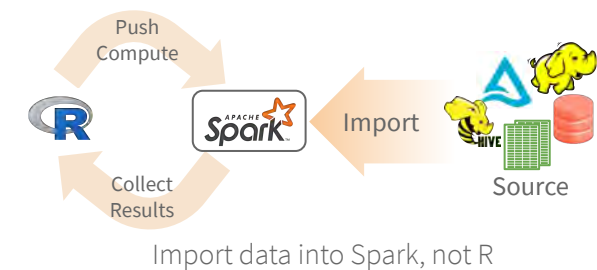 Push
Compute
R
APACHE
Spark
Import
HIVE
Source
Collect
Results
Import data into Spark, not R